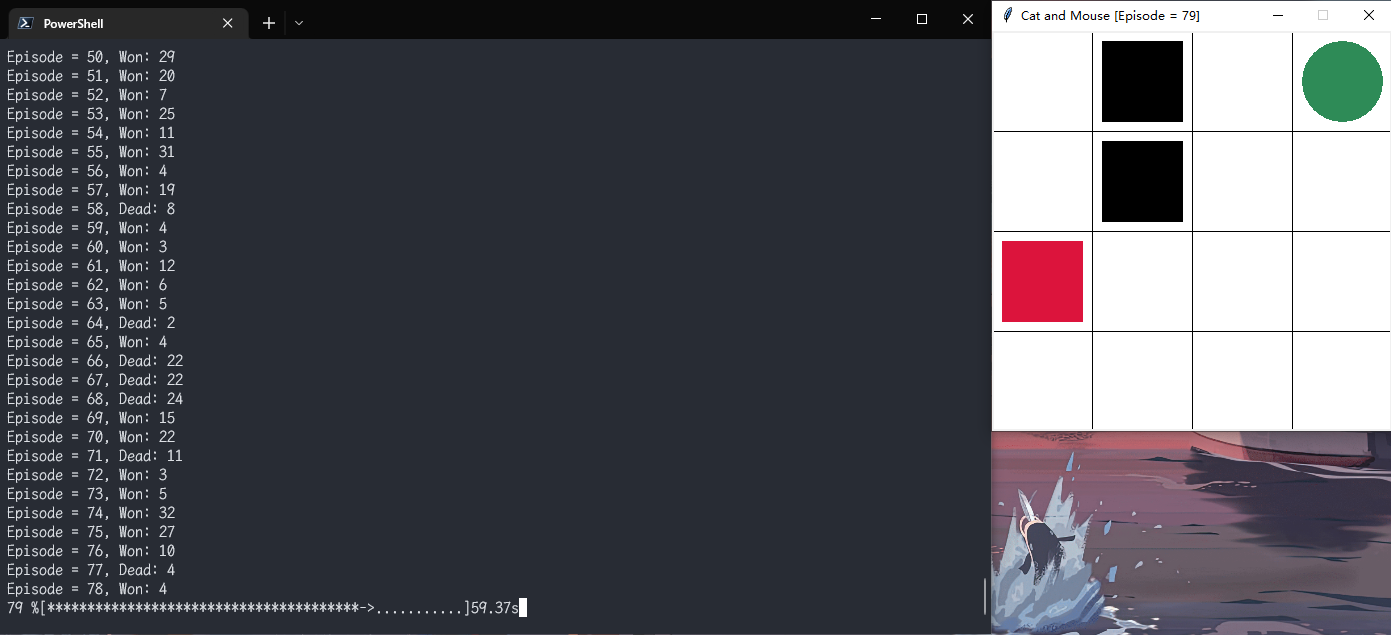 PowerShell
Cat and Mouse [Episode = 79]
Episode = 50, Won: 29
Episode = 51, Won: 20
Episode = 52, Won: 7
Episode = 53, Won: 25
Episode = 54, Won: 11
Episode = 55, Won: 31
Episode = 56, Won: 4
Episode = 57, Won: 19
Episode = 58, Dead: 8
Episode = 59, Won: 4
Episode = 60, Won: 3
Episode = 61, Won: 12
Episode = 62, Won: 6
Episode = 63, Won: 5
Episode = 64, Dead: 2
Episode = 65, Won: 4
Episode = 66, Dead: 22
Episode = 67, Dead: 22
Episode = 68, Dead: 24
Episode = 69, Won: 15
Episode = 70, Won: 22
Episode = 71, Dead: 11
Episode = 72, Won: 3
Episode = 73, Won: 5
Episode = 74, Won: 32
Episode = 75, Won: 27
Episode = 76, Won: 10
Episode = 77, Dead: 4
Episode = 78, Won: 4
79 %[***************************************->...........]59.37s